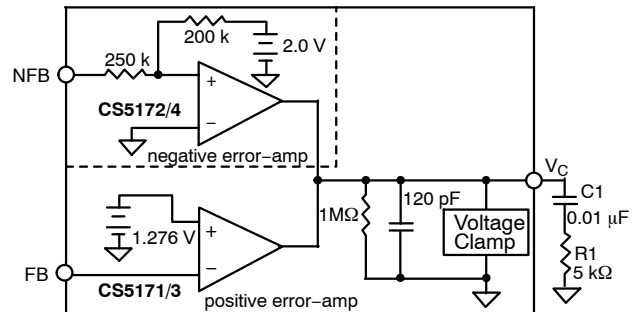 200 k
250 k
2.0 V
NFB
+
CS5172/4
−
negative error−amp
VC
C1
120 pF
0.01 μF
1MΩ
Voltage
Clamp
1.276 V
+
R1
5 kΩ
FB
−
CS5171/3
positive error−amp